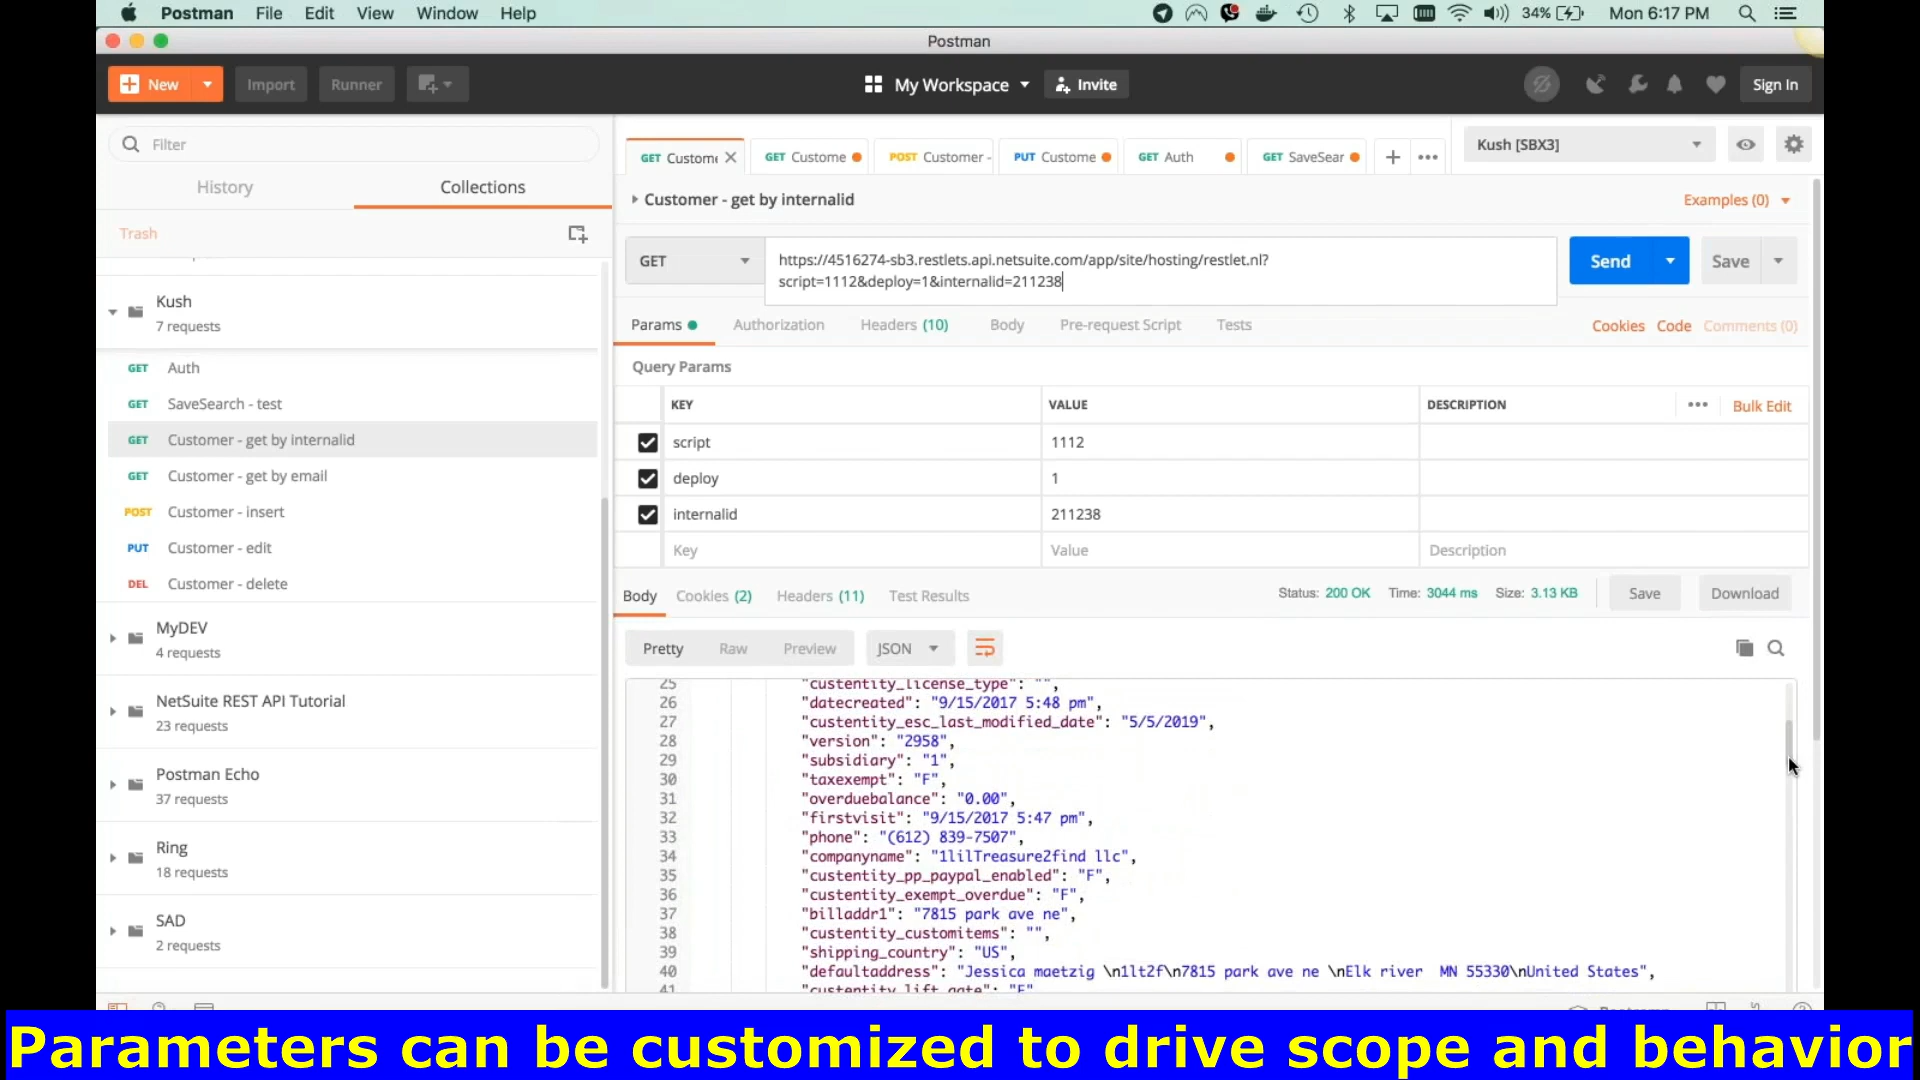 Postman File Edit View Window Help 34% Mon 6:17 PM
Postman
New Import Runner My Workspace Invite Sign In
Filter
History Collections
Trash
Kush
7 requests
GET Auth
GET SaveSearch - test
GET Customer - get by internalid
GET Customer - get by email
POST Customer - insert
PUT Customer - edit
DEL Customer - delete
MyDEV
4 requests
NetSuite REST API Tutorial
23 requests
Postman Echo
37 requests
Ring
18 requests
SAD
2 requests
GET Custome GET Custome POST Customer - PUT Custome GET Auth GET SaveSear
Kush [SBX3]
Customer - get by internalid Examples (0)
GET
https://4516274-sb3.restlets.api.netsuite.com/app/site/hosting/restlet.nl?
script=1112&deploy=1&internalid=211238
Send Save
Params Authorization Headers (10) Body Pre-request Script Tests Cookies Code Comments (0)
Query Params
KEY VALUE DESCRIPTION Bulk Edit
script 1112
deploy 1
internalid 211238
Key Value Description
Body Cookies (2) Headers (11) Test Results Status: 200 OK Time: 3044 ms Size: 3.13 KB Save Download
Pretty Raw Preview JSON
25 "custentity_license_type": "",
26 "datecreated": "9/15/2017 5:48 pm",
27 "custentity_esc_last_modified_date": "5/5/2019",
28 "version": "2958",
29 "subsidiary": "1",
30 "taxexempt": "F",
31 "overduebalance": "0.00",
32 "firstvisit": "9/15/2017 5:47 pm",
33 "phone": "(612) 839-7507",
34 "companyname": "1lilTreasure2find llc",
35 "custentity_pp_paypal_enabled": "F",
36 "custentity_exempt_overdue": "F",
37 "billaddr1": "7815 park ave ne",
38 "custentity_customitems": "",
39 "shipping_country": "US",
40 "defaultaddress": "Jessica maetzig \n1lt2f\n7815 park ave ne \nElk river  MN 55330\nUnited States",
41 "custentity_lift_gate": "F"
Parameters can be customized to drive scope and behavior